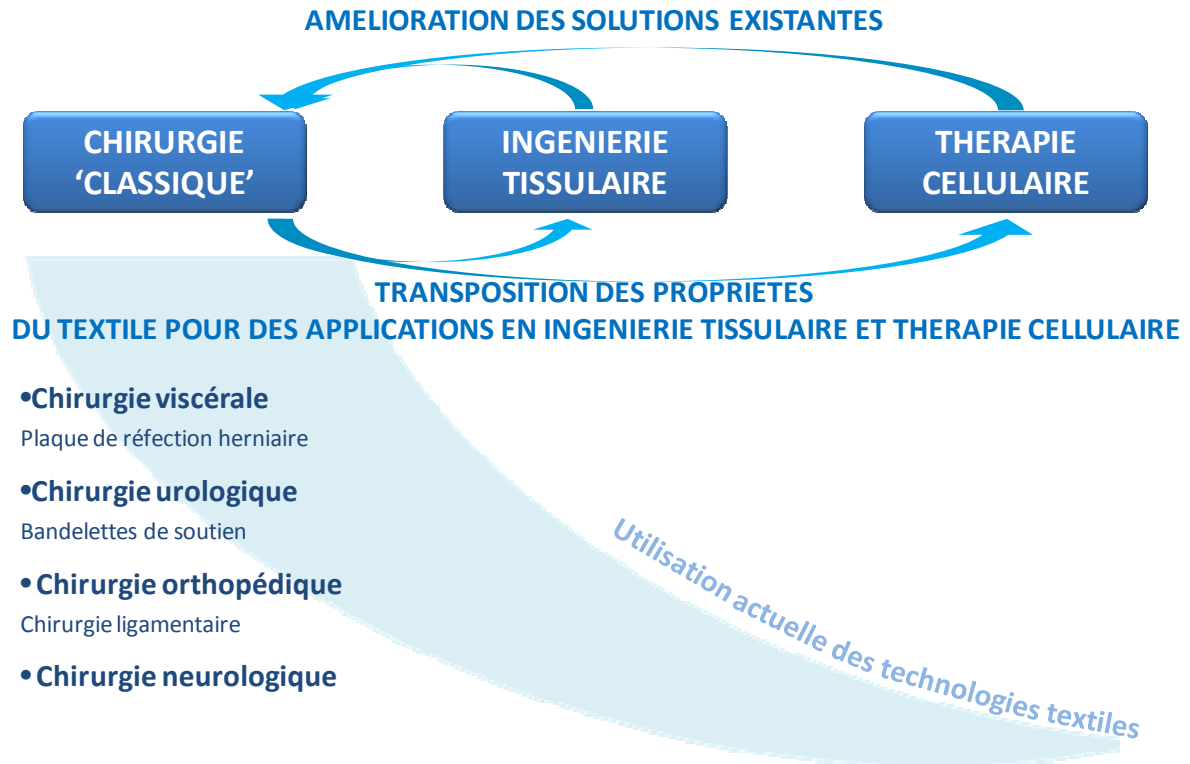 AMELIORATION DES SOLUTIONS EXISTANTES
CHIRURGIE
‘CLASSIQUE’
INGENIERIE
TISSULAIRE
THERAPIE
CELLULAIRE
TRANSPOSITION DES PROPRIETES
DU TEXTILE POUR DES APPLICATIONS EN INGENIERIE TISSULAIRE ET THERAPIE CELLULAIRE
•Chirurgie viscérale
Plaque de réfection herniaire
•Chirurgie urologique
Bandelettes de soutien
• Chirurgie orthopédique
Chirurgie ligamentaire
• Chirurgie neurologique
Utilisation actuelle des technologies textiles